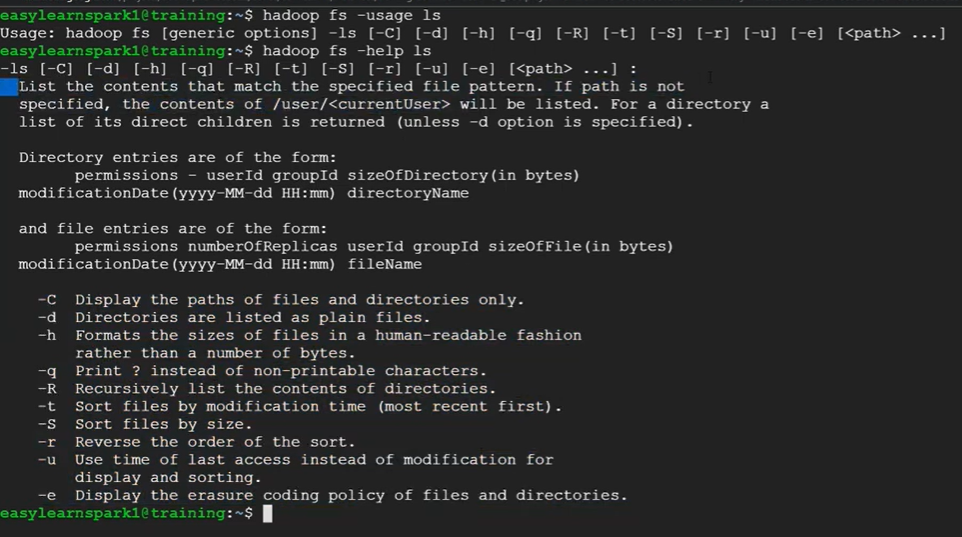 easylearnspark1@training:~$ hadoop fs -usage ls
Usage: hadoop fs [generic options] -ls [-C] [-d] [-h] [-q] [-R] [-t] [-S] [-r] [-u] [-e] [<path> ...]
easylearnspark1@training:~$ hadoop fs -help ls
-ls [-C] [-d] [-h] [-q] [-R] [-t] [-S] [-r] [-u] [-e] [<path> ...] :
  List the contents that match the specified file pattern. If path is not
  specified, the contents of /user/<currentUser> will be listed. For a directory a
  list of its direct children is returned (unless -d option is specified).
  Directory entries are of the form:
        permissions - userId groupId sizeOfDirectory(in bytes)
  modificationDate(yyyy-MM-dd HH:mm) directoryName
  and file entries are of the form:
        permissions numberOfReplicas userId groupId sizeOfFile(in bytes)
  modificationDate(yyyy-MM-dd HH:mm) fileName
    -C  Display the paths of files and directories only.
    -d  Directories are listed as plain files.
    -h  Formats the sizes of files in a human-readable fashion
        rather than a number of bytes.
    -q  Print ? instead of non-printable characters.
    -R  Recursively list the contents of directories.
    -t  Sort files by modification time (most recent first).
    -S  Sort files by size.
    -r  Reverse the order of the sort.
    -u  Use time of last access instead of modification for
        display and sorting.
    -e  Display the erasure coding policy of files and directories.
easylearnspark1@training:~$